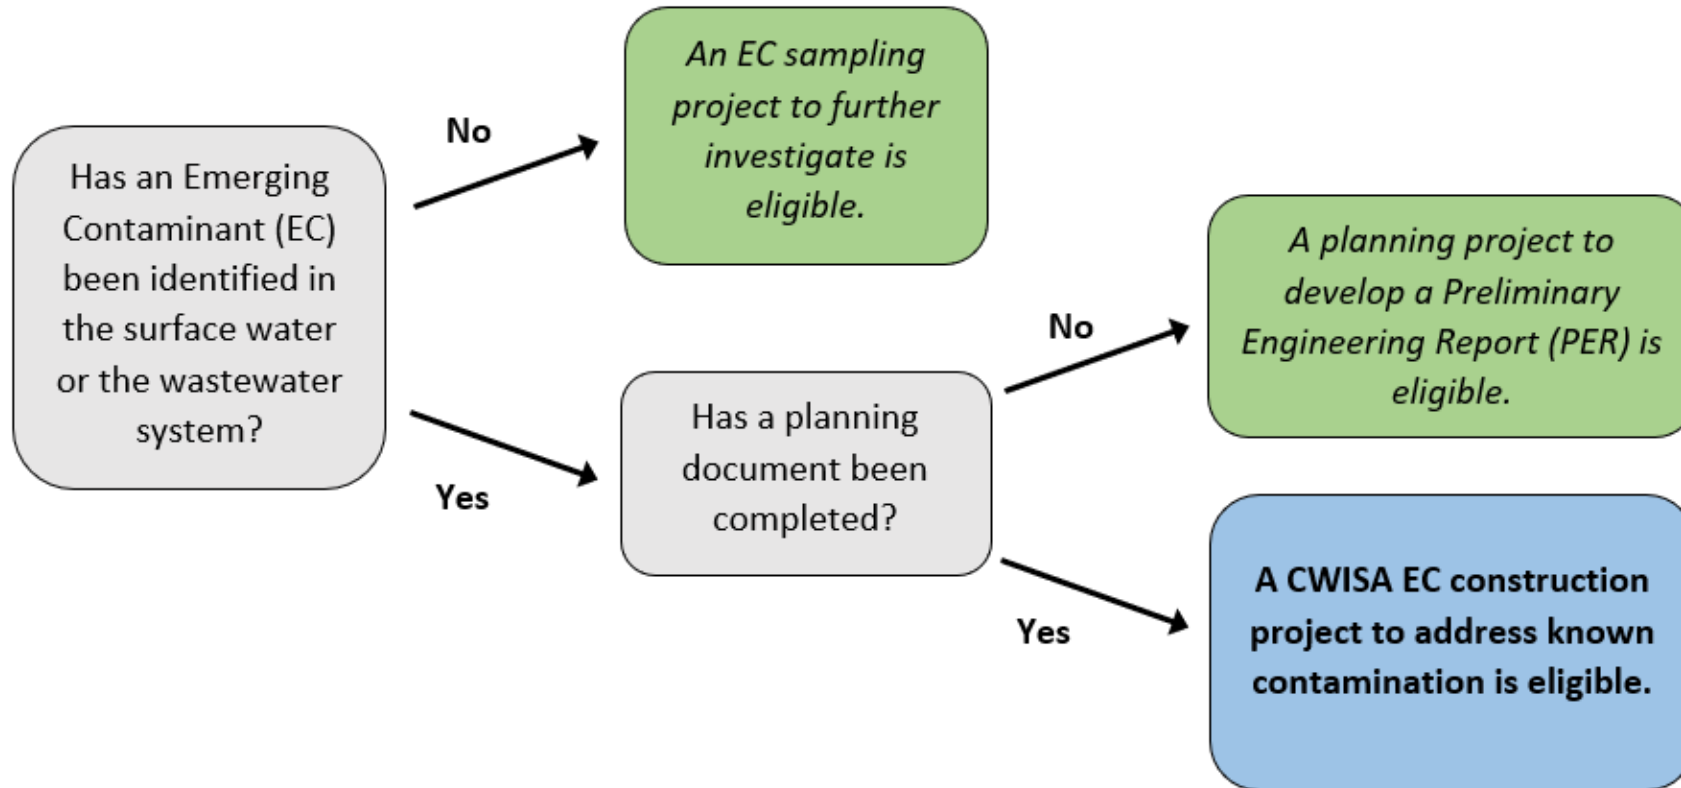 Has an Emerging
Contaminant (EC)
been identified in
the surface water
or the wastewater
system?
No
An EC sampling
project to further
investigate is
eligible.
Yes
Has a planning
document been
completed?
No
A planning project to
develop a Preliminary
Engineering Report (PER) is
eligible.
Yes
A CWISA EC construction
project to address known
contamination is eligible.